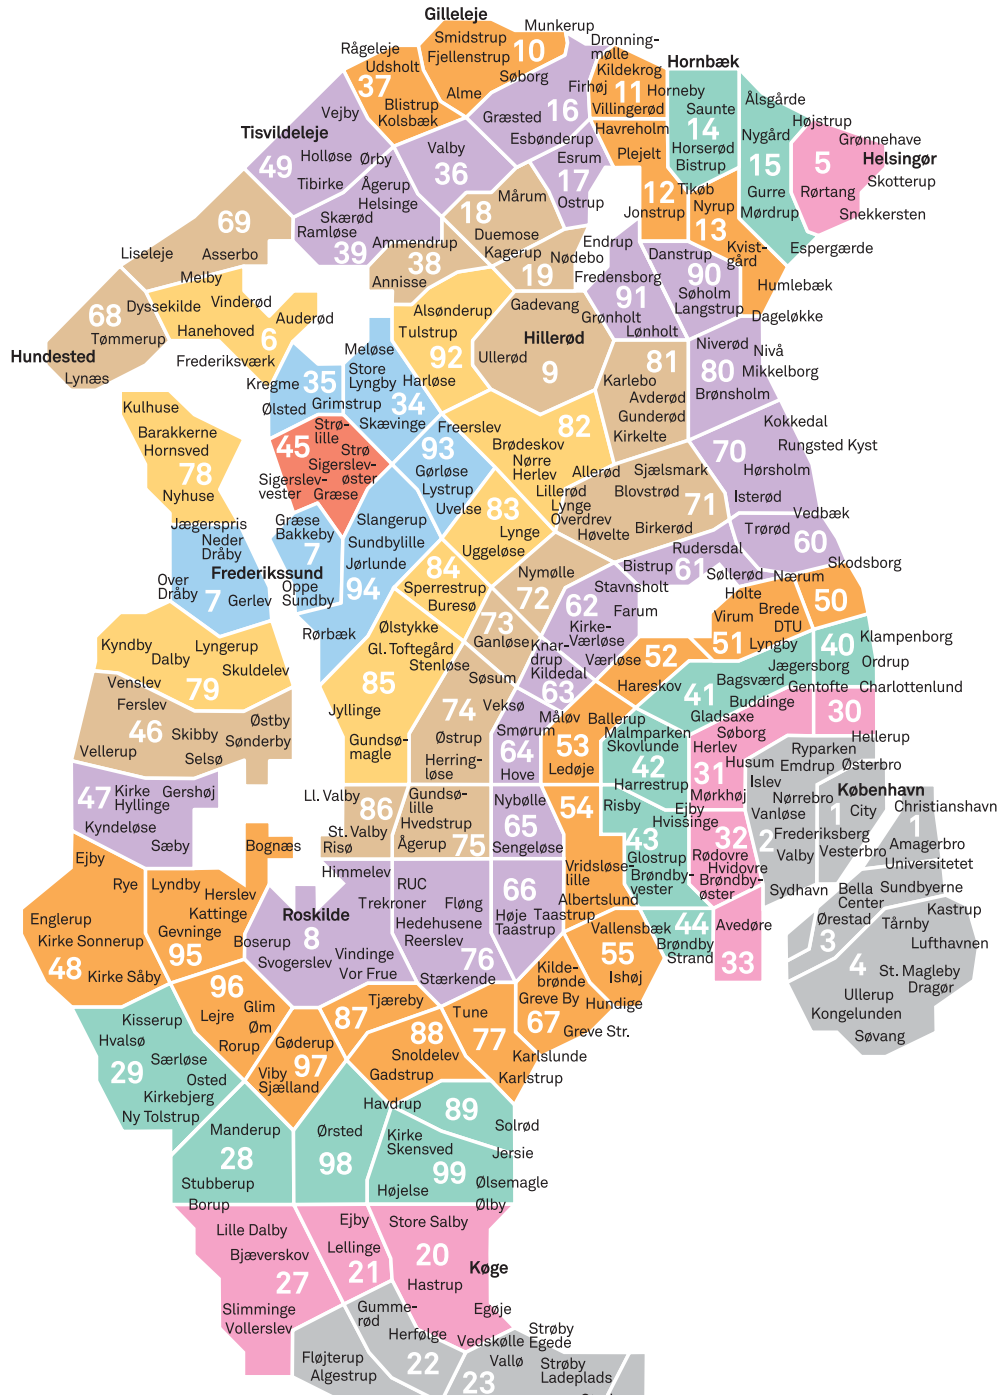 Gilleleje
Munkerup
Smidstrup
10
Rågeleje
Fjellenstrup
Dronning-
mølle
Udsholt
Søborg
Kildekrog
Hornbæk
37
Firhøj
11
Horneby
Alme
16
Villingerød
Blistrup
Kolsbæk
Saunte
Ålsgårde
Vejby
Græsted
Højstrup
Tisvildeleje
Havreholm
14
Nygård
Esbønderup
Grønnehave
Valby
Horserød
Helsingør
Holløse
Ørby
Plejelt
Bistrup
15
5
49
36
Esrum
Skotterup
Tibirke
Ågerup
17
Tikøb
Gurre
Rørtang
Helsinge
Mårum
12
Ostrup
Nyrup
Jonstrup
Mørdrup
Snekkersten
69
Skærød
18
13
Ramløse
Duemose
Endrup
39
Ammendrup
Kagerup
Kvist-
gård
Espergærde
Liseleje
Asserbo
38
Nødebo
Danstrup
19
90
Annisse
Fredensborg
Melby
91
Humlebæk
Dyssekilde
Vinderød
Søholm
68
Auderød
Alsønderup
Gadevang
Langstrup
Grønholt
Dageløkke
Hanehoved
6
Tulstrup
Lønholt
Tømmerup
Hillerød
Niverød
Hundested
Meløse
92
Ullerød
9
81
Nivå
Frederiksværk
Store
Lyngby
80
Mikkelborg
Lynæs
Kregme
35
Harløse
Karlebo
Grimstrup
34
Avderød
Brønsholm
Kulhuse
Ølsted
Gunderød
Strø-
lille
Skævinge
Freerslev
82
Kokkedal
Barakkerne
45
Kirkelte
Hornsved
Strø
93
Brødeskov
Rungsted Kyst
Sigerslev-
øster
Nørre
Herlev
70
78
Gørløse
Allerød
Sjælsmark
Hørsholm
Sigerslev-
vester
Græse
Nyhuse
Lystrup
Lillerød
Blovstrød
71
Isterød
Uvelse
83
Lynge
Overdrev
Vedbæk
Jægerspris
Græse
Bakkeby
Slangerup
Birkerød
Trørød
60
Neder
Dråby
7
Lynge
Høvelte
Sundbylille
Uggeløse
Rudersdal
Frederikssund
Jørlunde
84
Nymølle
Bistrup
61
Skodsborg
Over
Dråby
7
Gerlev
Oppe
Sundby
94
Sperrestrup
Stavnsholt
Søllerød
Nærum
72
62
Holte
Buresø
Farum
Brede
50
Rørbæk
73
Virum
DTU
Lyngerup
Ølstykke
Kirke-
Værløse
51
Klampenborg
Kyndby
Gl. Toftegård
Ganløse
Knar-
drup
52
Lyngby
40
Dalby
Skuldelev
Stenløse
Værløse
Jægersborg
Ordrup
Venslev
79
85
Søsum
Kildedal
Hareskov
41
Bagsværd
Gentofte
Charlottenlund
Ferslev
Jyllinge
74
Veksø
63
Buddinge
Østby
Måløv
Ballerup
Gladsaxe
30
46
Skibby
Gundsø-
magle
Østrup
Smørum
Malmparken
Søborg
Hellerup
Sønderby
53
Skovlunde
Herlev
Ryparken
Vellerup
Selsø
64
Husum
Emdrup
Østerbro
Herring-
løse
Hove
Ledøje
42
31
Islev
København
47
Kirke
Hyllinge
Gershøj
Ll. Valby
86
Gundsø-
lille
Nybølle
Harrestrup
Mørkhøj
Nørrebro
1
City
Christianshavn
54
Risby
Ejby
Vanløse
Kyndeløse
Hvedstrup
65
Hvissinge
32
1
St. Valby
43
2
Frederiksberg
Amagerbro
Sæby
Bognæs
Risø
Ågerup
75
Sengeløse
Glostrup
Rødovre
Valby
Vesterbro
Ejby
Universitetet
Himmelev
Vridsløse-
lille
Brøndby-
vester
Hvidovre
Rye
Lyndby
RUC
66
Brøndby-
øster
Sydhavn
Bella
Center
Sundbyerne
Herslev
Trekroner
Fløng
Albertslund
Kastrup
Englerup
Kattinge
Roskilde
Høje
Taastrup
Taastrup
44
Avedøre
Ørestad
Tårnby
Gevninge
8
Hedehusene
Vallensbæk
3
Kirke Sonnerup
Boserup
Reerslev
Brøndby
Strand
Lufthavnen
95
Vindinge
76
55
33
4
48
Svogerslev
Kilde-
brønde
St. Magleby
Kirke Såby
Vor Frue
Stærkende
Ishøj
Dragør
96
Tjæreby
Greve By
Ullerup
Glim
87
Tune
Hundige
Kongelunden
Kisserup
Lejre
Øm
67
Hvalsø
Rorup
Gøderup
88
77
Greve Str.
Søvang
Særløse
97
Snoldelev
Karlslunde
29
Viby
Sjælland
Osted
Gadstrup
Karlstrup
Kirkebjerg
Havdrup
Ny Tolstrup
89
Manderup
Ørsted
Solrød
Kirke
Skensved
28
98
Jersie
99
Stubberup
Højelse
Ølsemagle
Borup
Ølby
Ejby
Store Salby
Lille Dalby
Lellinge
20
Bjæverskov
21
Køge
27
Hastrup
Slimminge
Gumme-
rød
Egøje
Vollerslev
Herfølge
Strøby
Egede
Vedskølle
Fløjterup
22
Vallø
Strøby
Ladeplads
Algestrup
23